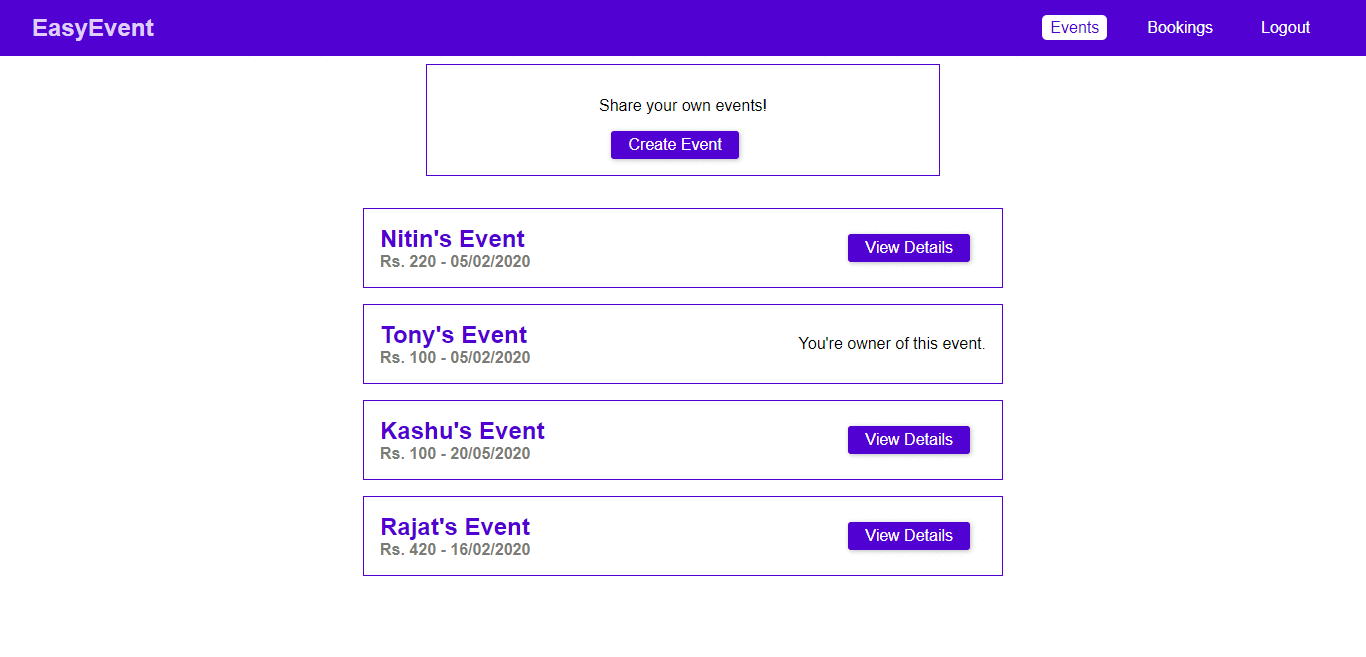 EasyEvent
Events Bookings Logout
Share your own events!
Create Event
Nitin's Event
Rs. 220 - 05/02/2020
View Details
Tony's Event
Rs. 100 - 05/02/2020
You're owner of this event.
Kashu's Event
Rs. 100 - 20/05/2020
View Details
Rajat's Event
Rs. 420 - 16/02/2020
View Details